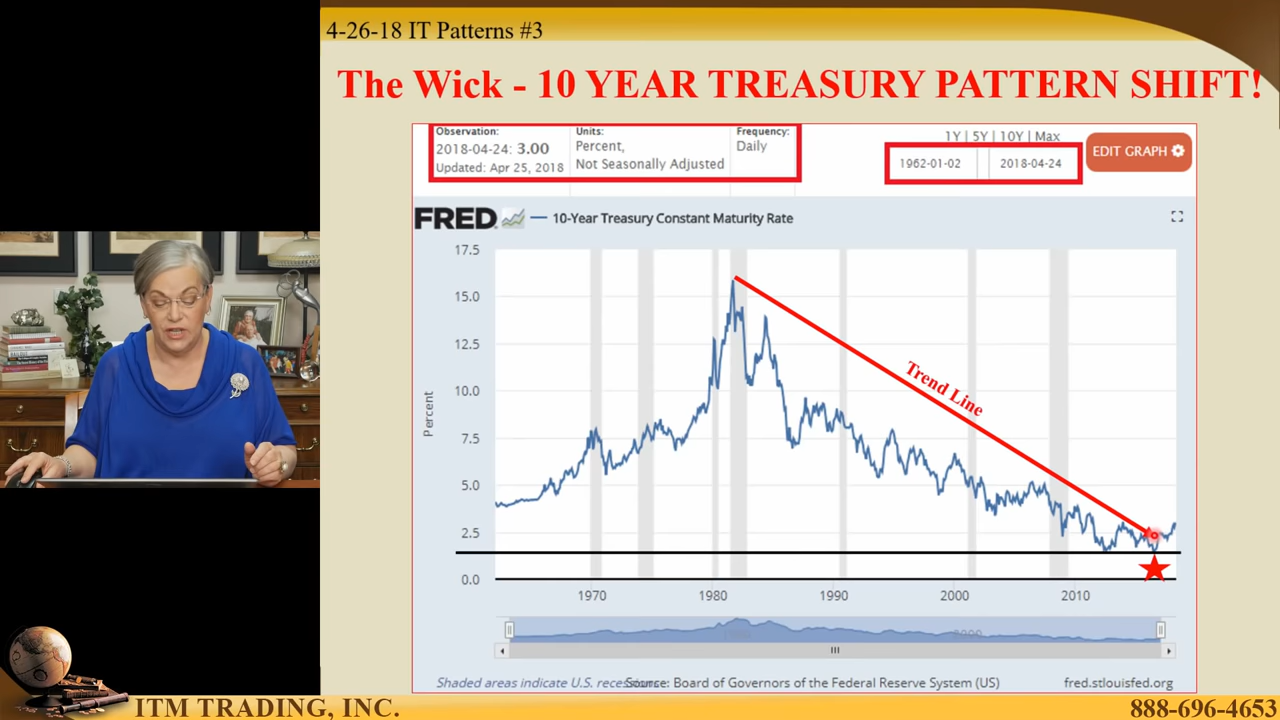 4-26-18 IT Patterns #3
The Wick - 10 YEAR TREASURY PATTERN SHIFT!
Observation:
2018-04-24: 3.00
Updated: Apr 25, 2018
Units:
Percent,
Not Seasonally Adjusted
Frequency:
Daily
1Y | 5Y | 10Y | Max
1962-01-02
2018-04-24
EDIT GRAPH
FRED
10-Year Treasury Constant Maturity Rate
17.5
15.0
12.5
10.0
7.5
5.0
2.5
0.0
Percent
Trend Line
1970
1980
1990
2000
2010
1980
2000
Shaded areas indicate U.S. recessions
Source: Board of Governors of the Federal Reserve System (US)
fred.stlouisfed.org
ITM TRADING, INC.
888-696-4653